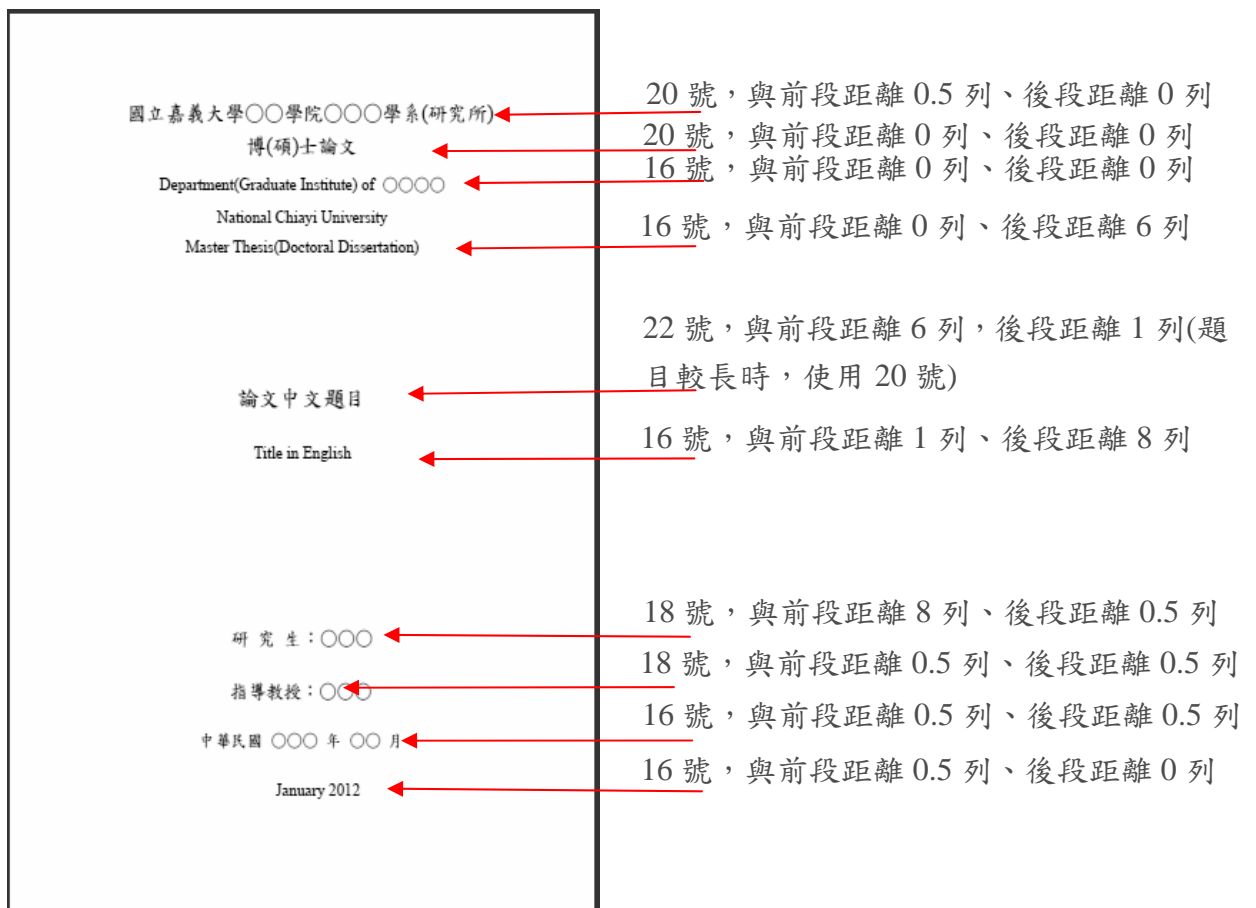 國立嘉義大學○○學院○○○學系(研究所)
20 號，與前段距離 0.5 列、後段距離 0 列
博(碩)士論文
20 號，與前段距離 0 列、後段距離 0 列
Department(Graduate Institute) of ○○○○
16 號，與前段距離 0 列、後段距離 0 列
National Chiayi University
Master Thesis(Doctoral Dissertation)
16 號，與前段距離 0 列、後段距離 6 列
論文中文題目
22 號，與前段距離 6 列，後段距離 1 列(題
目較長時，使用 20 號)
Title in English
16 號，與前段距離 1 列、後段距離 8 列
研 究 生：○○○
18 號，與前段距離 8 列、後段距離 0.5 列
指導教授：○○○
18 號，與前段距離 0.5 列、後段距離 0.5 列
中華民國 ○○○ 年 ○○ 月
16 號，與前段距離 0.5 列、後段距離 0.5 列
January 2012
16 號，與前段距離 0.5 列、後段距離 0 列